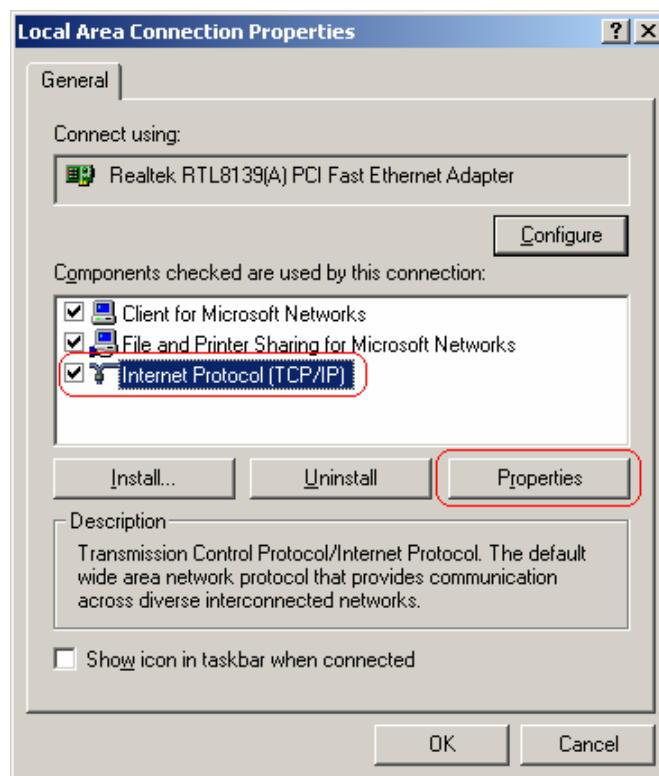 Local Area Connection Properties
General
Connect using:
Realtek RTL8139(A) PCI Fast Ethernet Adapter
Configure
Components checked are used by this connection:
Client for Microsoft Networks
File and Printer Sharing for Microsoft Networks
Internet Protocol (TCP/IP)
Install...
Uninstall
Properties
Description
Transmission Control Protocol/Internet Protocol. The default
wide area network protocol that provides communication
across diverse interconnected networks.
Show icon in taskbar when connected
OK
Cancel